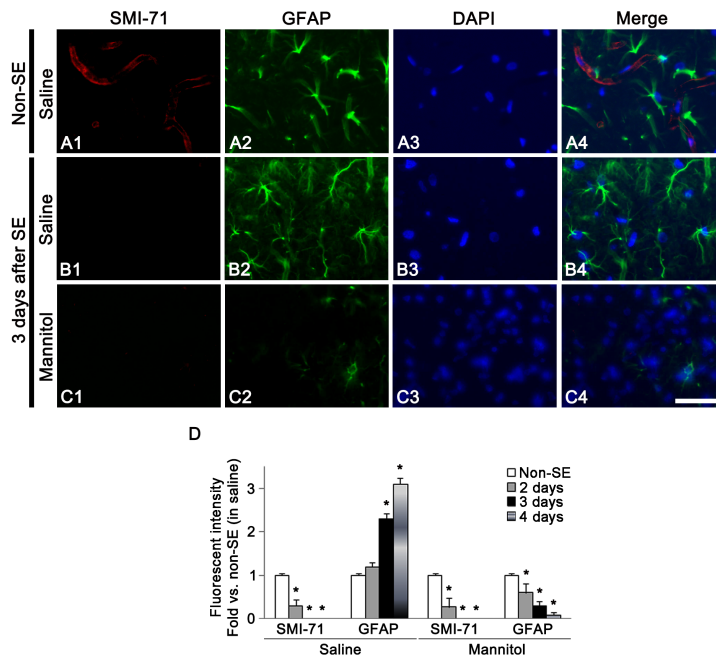 SMI-71 GFAP DAPI Merge
Non-SE
Saline
A1 A2 A3 A4
3 days after SE
Saline
B1 B2 B3 B4
Mannitol
C1 C2 C3 C4
D
Fluorescent intensity
Fold vs. non-SE (in saline)
3
2
1
0
* * * * * *
* * * * * *
Non-SE
2 days
3 days
4 days
SMI-71 GFAP SMI-71 GFAP
Saline Mannitol